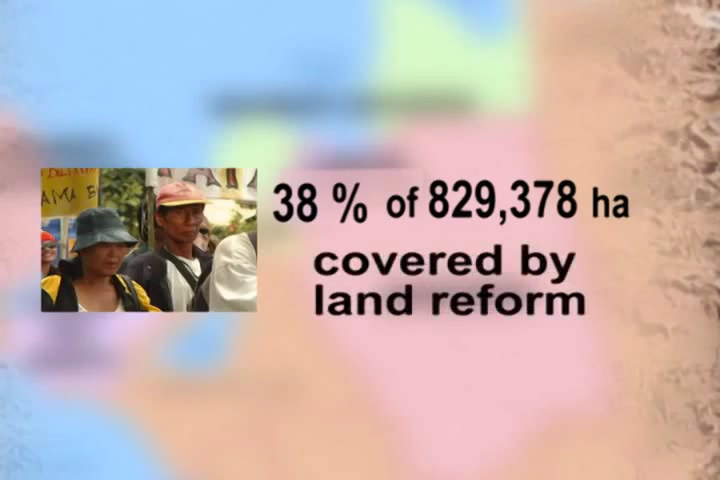 38 % of 829,378 ha
covered by
land reform